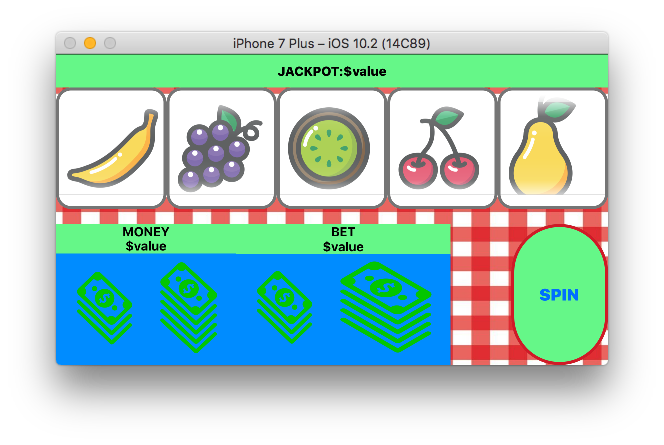 iPhone 7 Plus – iOS 10.2 (14C89)
JACKPOT:$value
MONEY
$value
BET
$value
SPIN